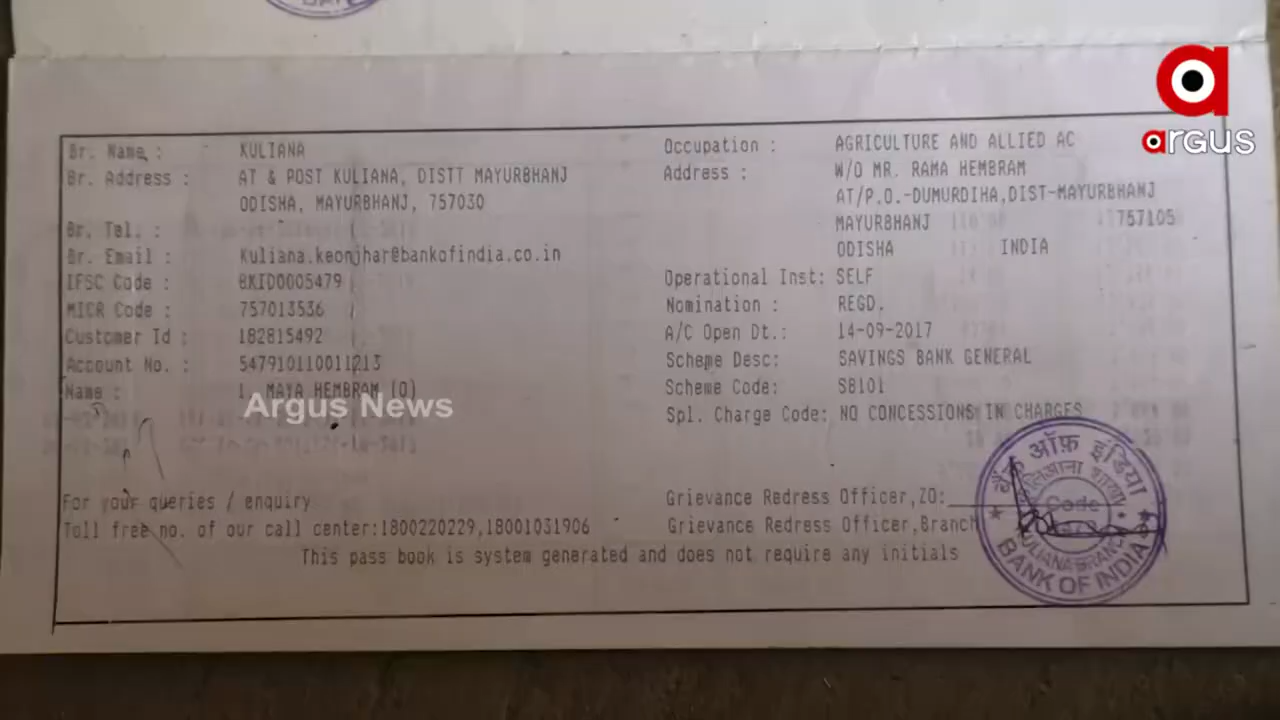 argus
Br. Name : KULIANA
Br. Address : AT & POST KULIANA, DISTT MAYURBHANJ
ODISHA, MAYURBHANJ, 757030
Br. Tel. :
Br. Email : Kuliana.keonjhar@bankofindia.co.in
IFSC Code : BKID0005479
MICR Code : 757013536
Customer Id : 182815492
Account No. : 547910110011213
Name : 1. MAYA HEMBRAM (O)
Argus News
Occupation : AGRICULTURE AND ALLIED AC
Address : W/O MR. RAMA HEMBRAM
AT/P.O.-DUMURDIHA,DIST-MAYURBHANJ
MAYURBHANJ 757105
ODISHA INDIA
Operational Inst: SELF
Nomination : REGD.
A/C Open Dt.: 14-09-2017
Scheme Desc: SAVINGS BANK GENERAL
Scheme Code: SB101
Spl. Charge Code: NO CONCESSIONS IN CHARGES
For your queries / enquiry
Toll free no. of our call center:1800220229,18001031906
Grievance Redress Officer,ZO:
Grievance Redress Officer,Branch
This pass book is system generated and does not require any initials
बैंक ऑफ़ इंडिया
शाखा
Code
KULIANA BRANCH
BANK OF INDIA